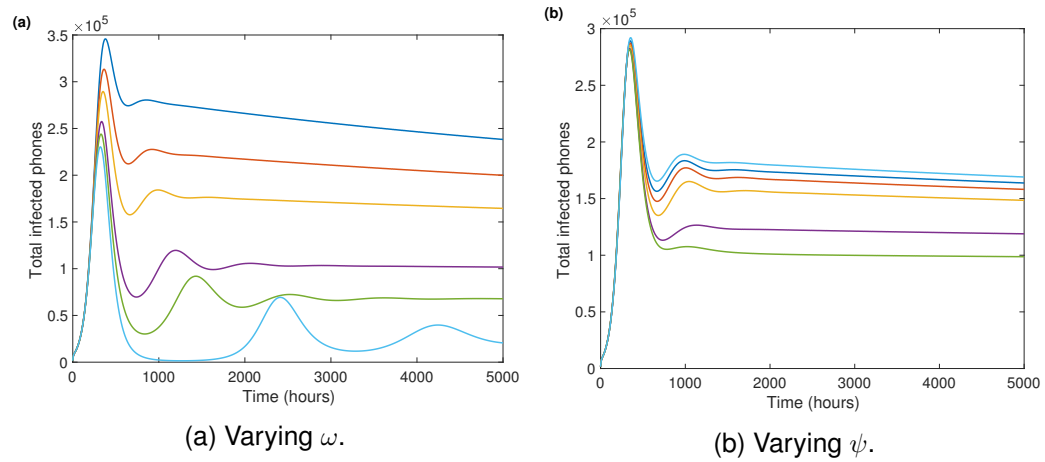 (a)
×10^5
3.5
3
2.5
2
1.5
1
0.5
0
Total infected phones
0 1000 2000 3000 4000 5000
Time (hours)
(a) Varying ω.
(b)
×10^5
3
2.5
2
1.5
1
0.5
0
Total infected phones
0 1000 2000 3000 4000 5000
Time (hours)
(b) Varying ψ.